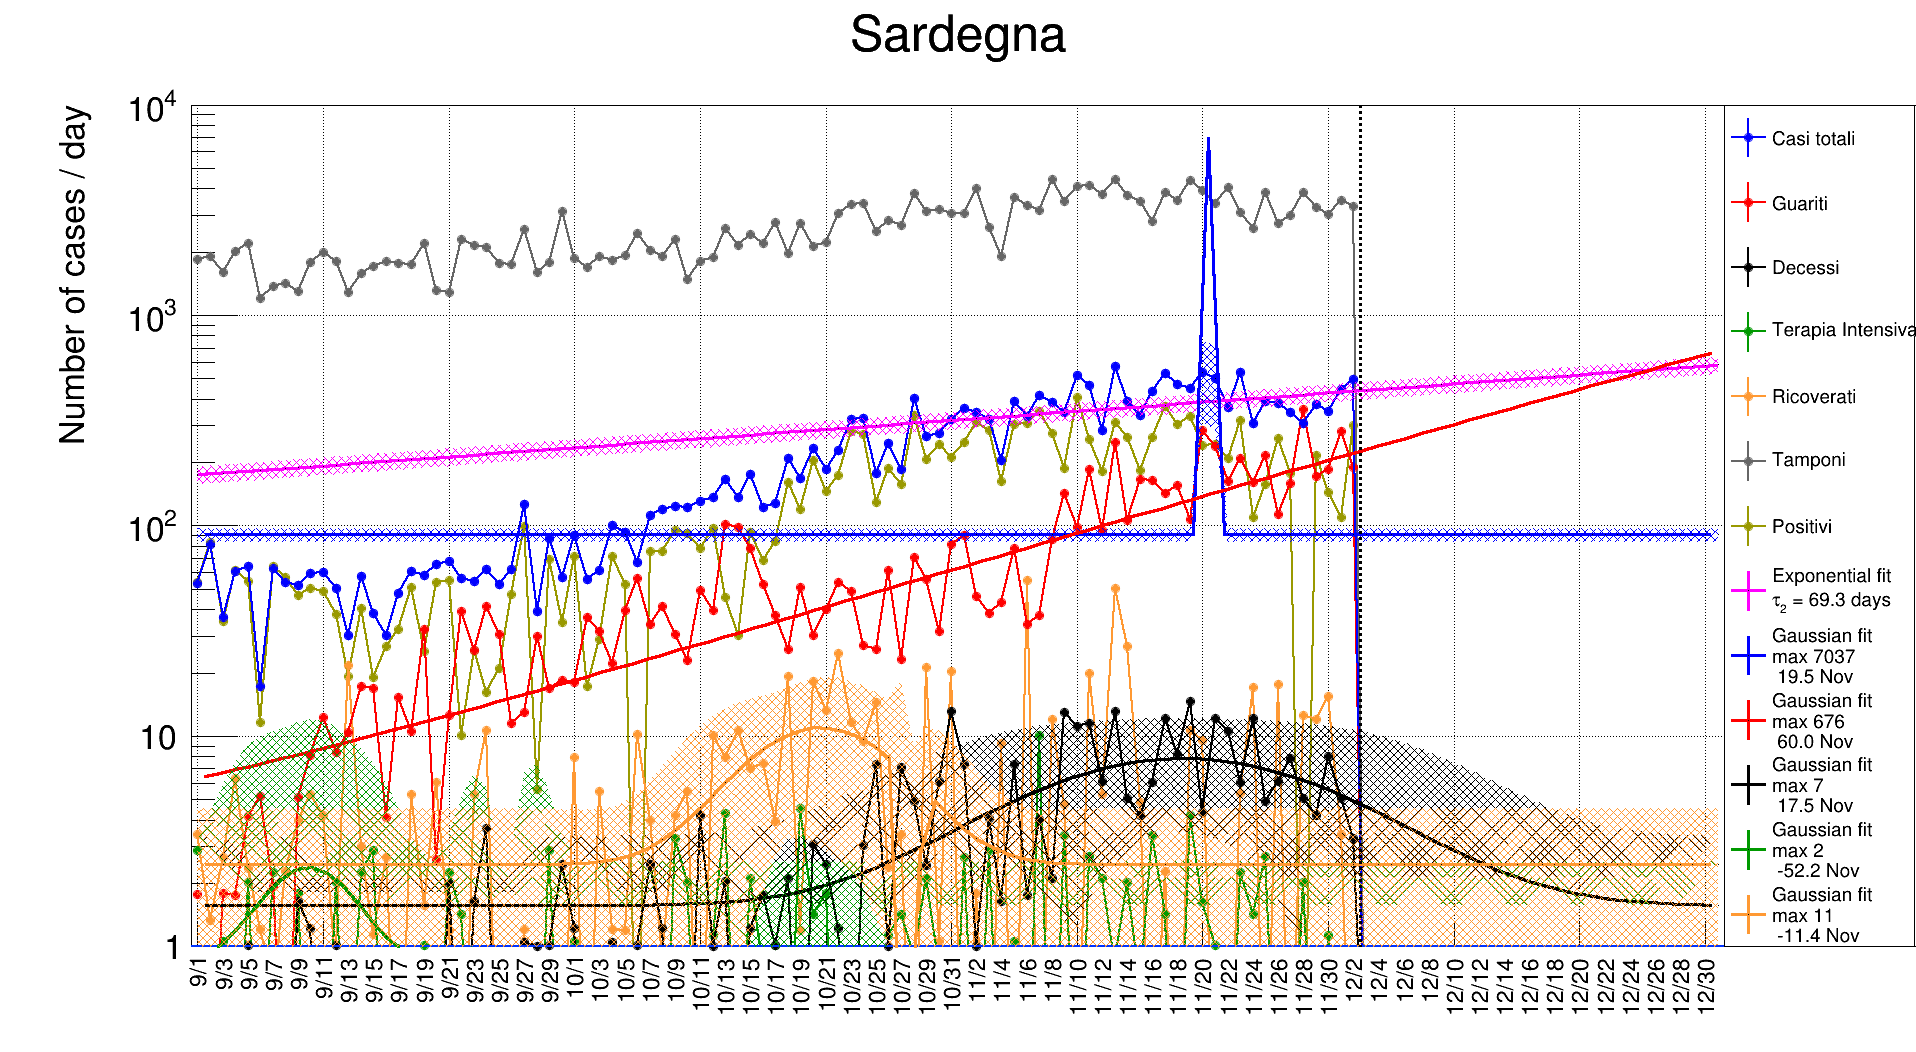 Sardegna
Number of cases / day
10^4
10^3
10^2
10
1
9/1
9/3
9/5
9/7
9/9
9/11
9/13
9/15
9/17
9/19
9/21
9/23
9/25
9/27
9/29
10/1
10/3
10/5
10/7
10/9
10/11
10/13
10/15
10/17
10/19
10/21
10/23
10/25
10/27
10/29
10/31
11/2
11/4
11/6
11/8
11/10
11/12
11/14
11/16
11/18
11/20
11/22
11/24
11/26
11/28
11/30
12/2
12/4
12/6
12/8
12/10
12/12
12/14
12/16
12/18
12/20
12/22
12/24
12/26
12/28
12/30
Casi totali
Guariti
Decessi
Terapia Intensiva
Ricoverati
Tamponi
Positivi
Exponential fit
τ₂ = 69.3 days
Gaussian fit
max 7037
19.5 Nov
Gaussian fit
max 676
60.0 Nov
Gaussian fit
max 7
17.5 Nov
Gaussian fit
max 2
-52.2 Nov
Gaussian fit
max 11
-11.4 Nov